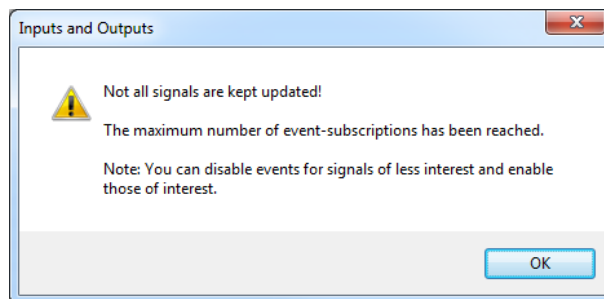 Inputs and Outputs
Not all signals are kept updated!
The maximum number of event-subscriptions has been reached.
Note: You can disable events for signals of less interest and enable
those of interest.
OK